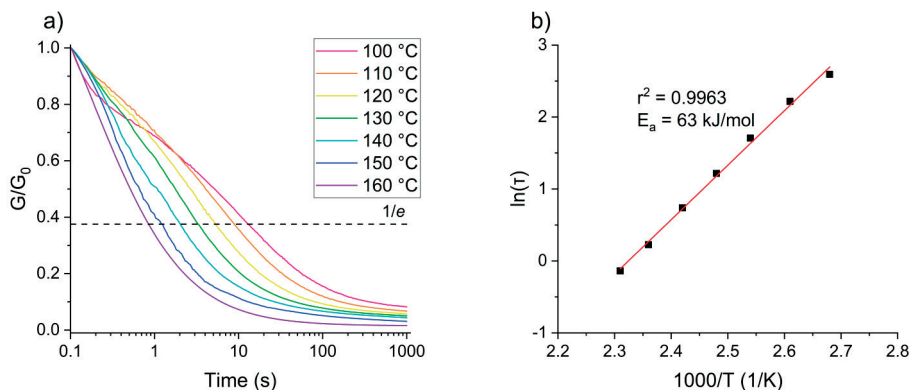 a)
G/G₀
1.0
0.8
0.6
0.4
0.2
0.0
0.1
1
10
100
1000
Time (s)
100 °C
110 °C
120 °C
130 °C
140 °C
150 °C
160 °C
1/e
b)
ln(τ)
3
2
1
0
-1
2.2
2.3
2.4
2.5
2.6
2.7
2.8
1000/T (1/K)
r² = 0.9963
Eₐ = 63 kJ/mol